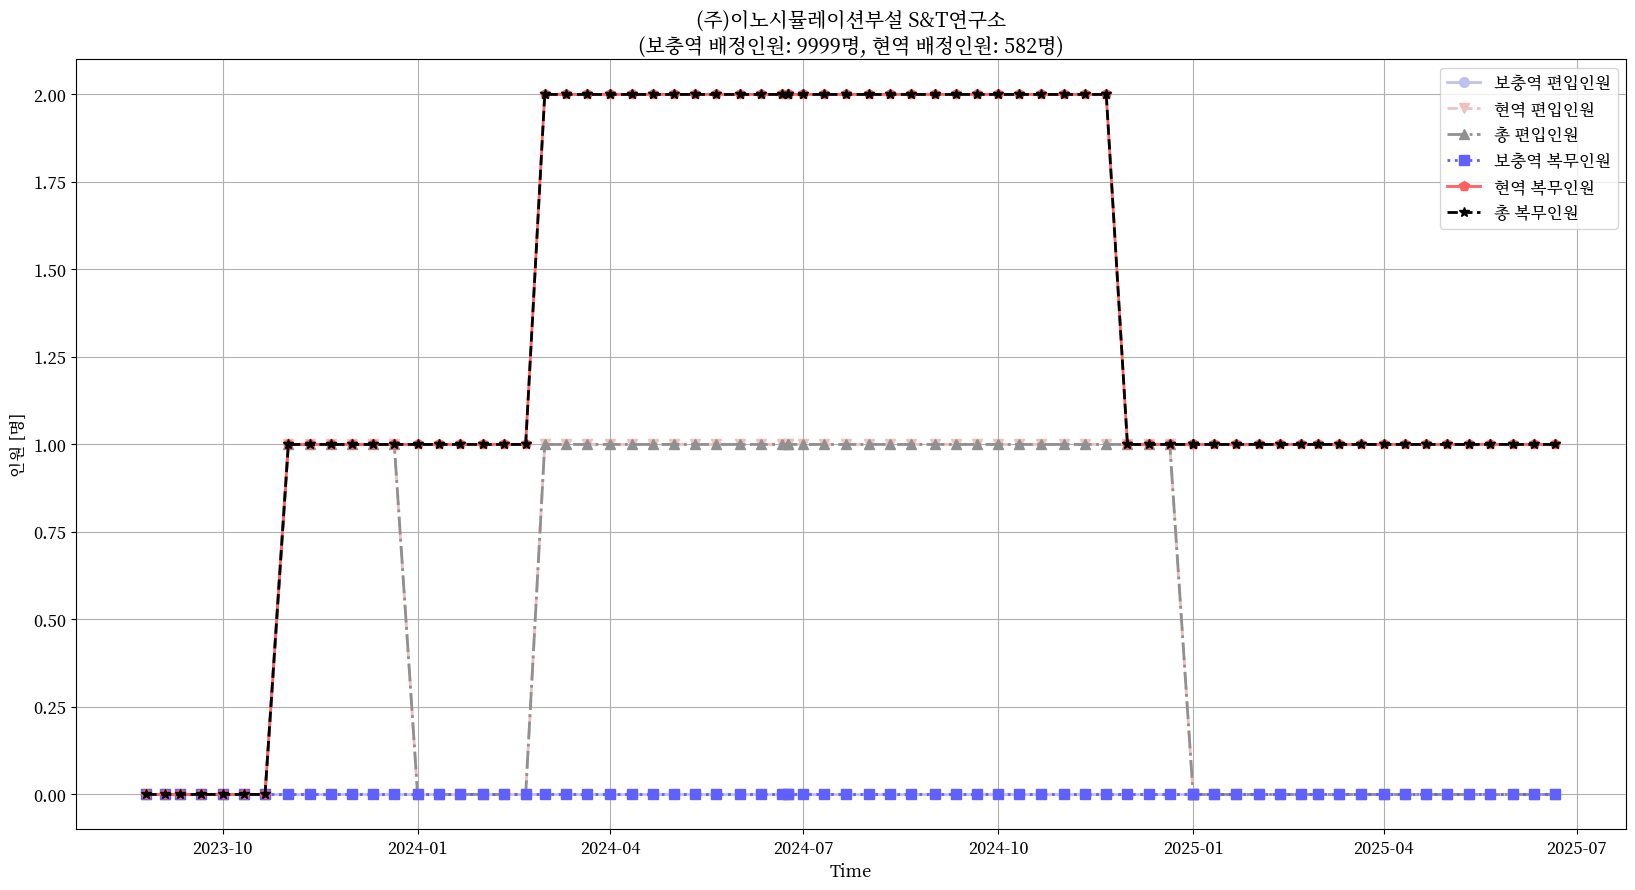 (주)이노시뮬레이션부설 S&T연구소
(보충역 배정인원: 9999명, 현역 배정인원: 582명)
보충역 편입인원
현역 편입인원
총 편입인원
보충역 복무인원
현역 복무인원
총 복무인원
인원 [명]
2.00
1.75
1.50
1.25
1.00
0.75
0.50
0.25
0.00
2023-10
2024-01
2024-04
2024-07
2024-10
2025-01
2025-04
2025-07
Time